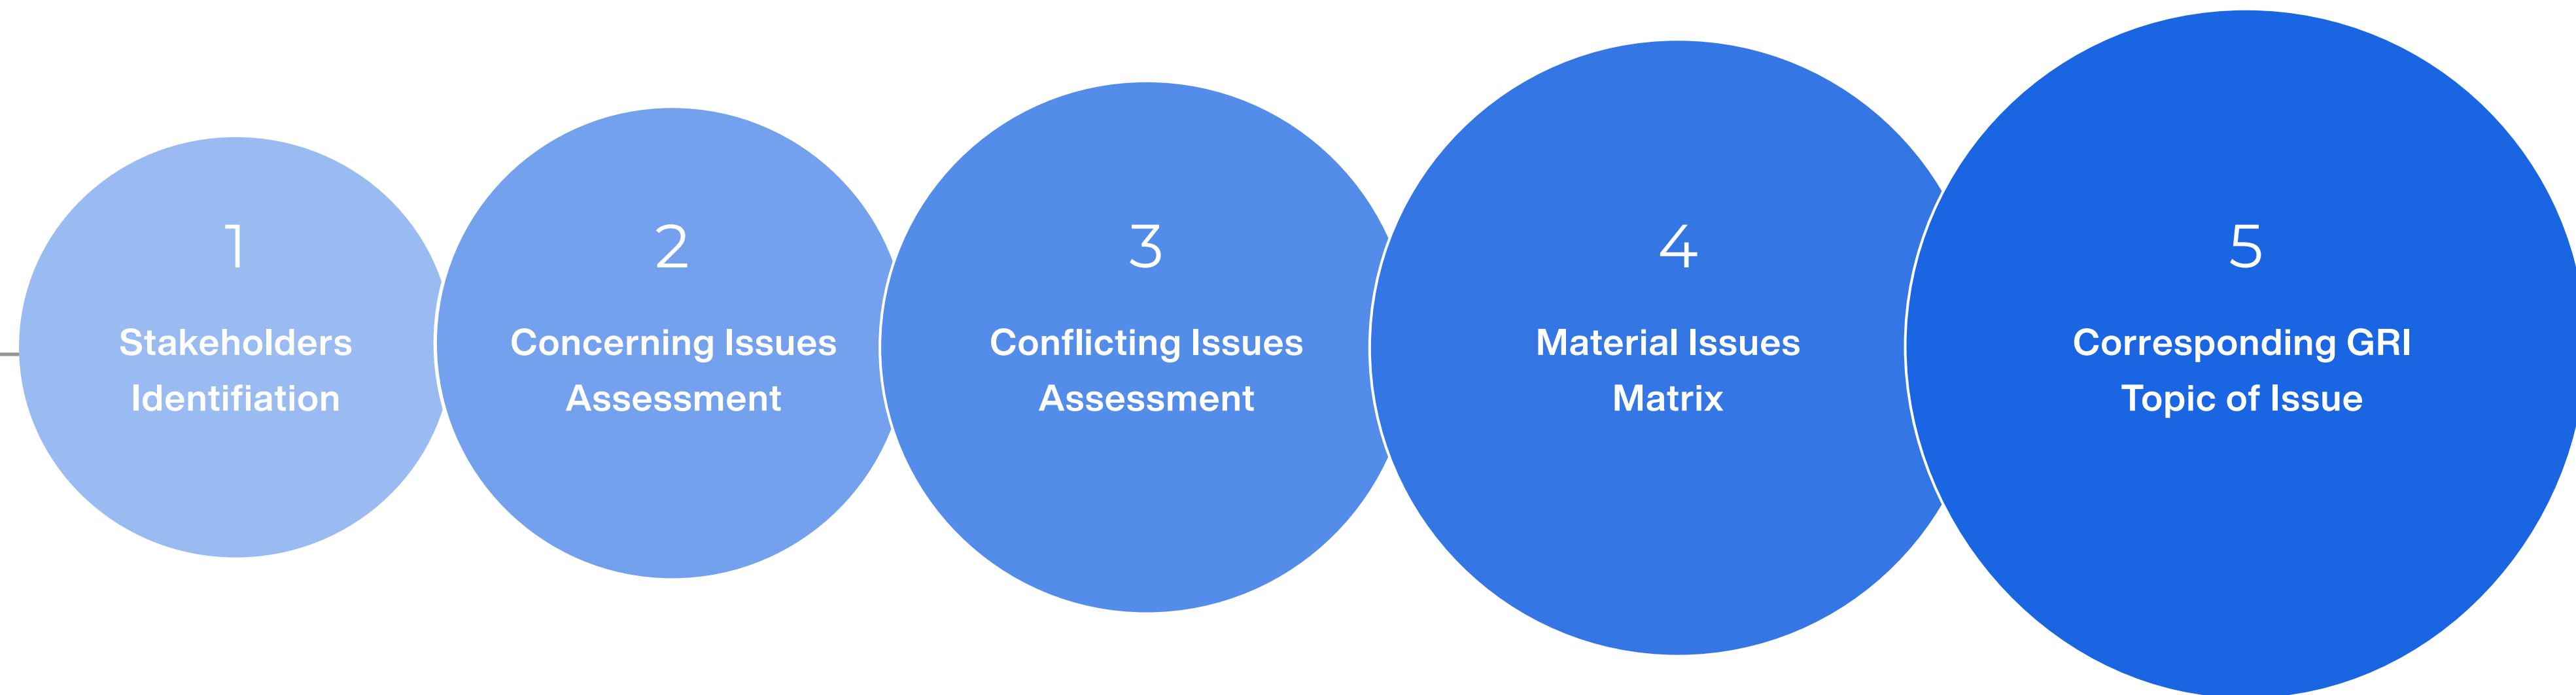 1
Stakeholders
Identifiation
2
Concerning Issues
Assessment
3
Conflicting Issues
Assessment
4
Material Issues
Matrix
5
Corresponding GRI
Topic of Issue